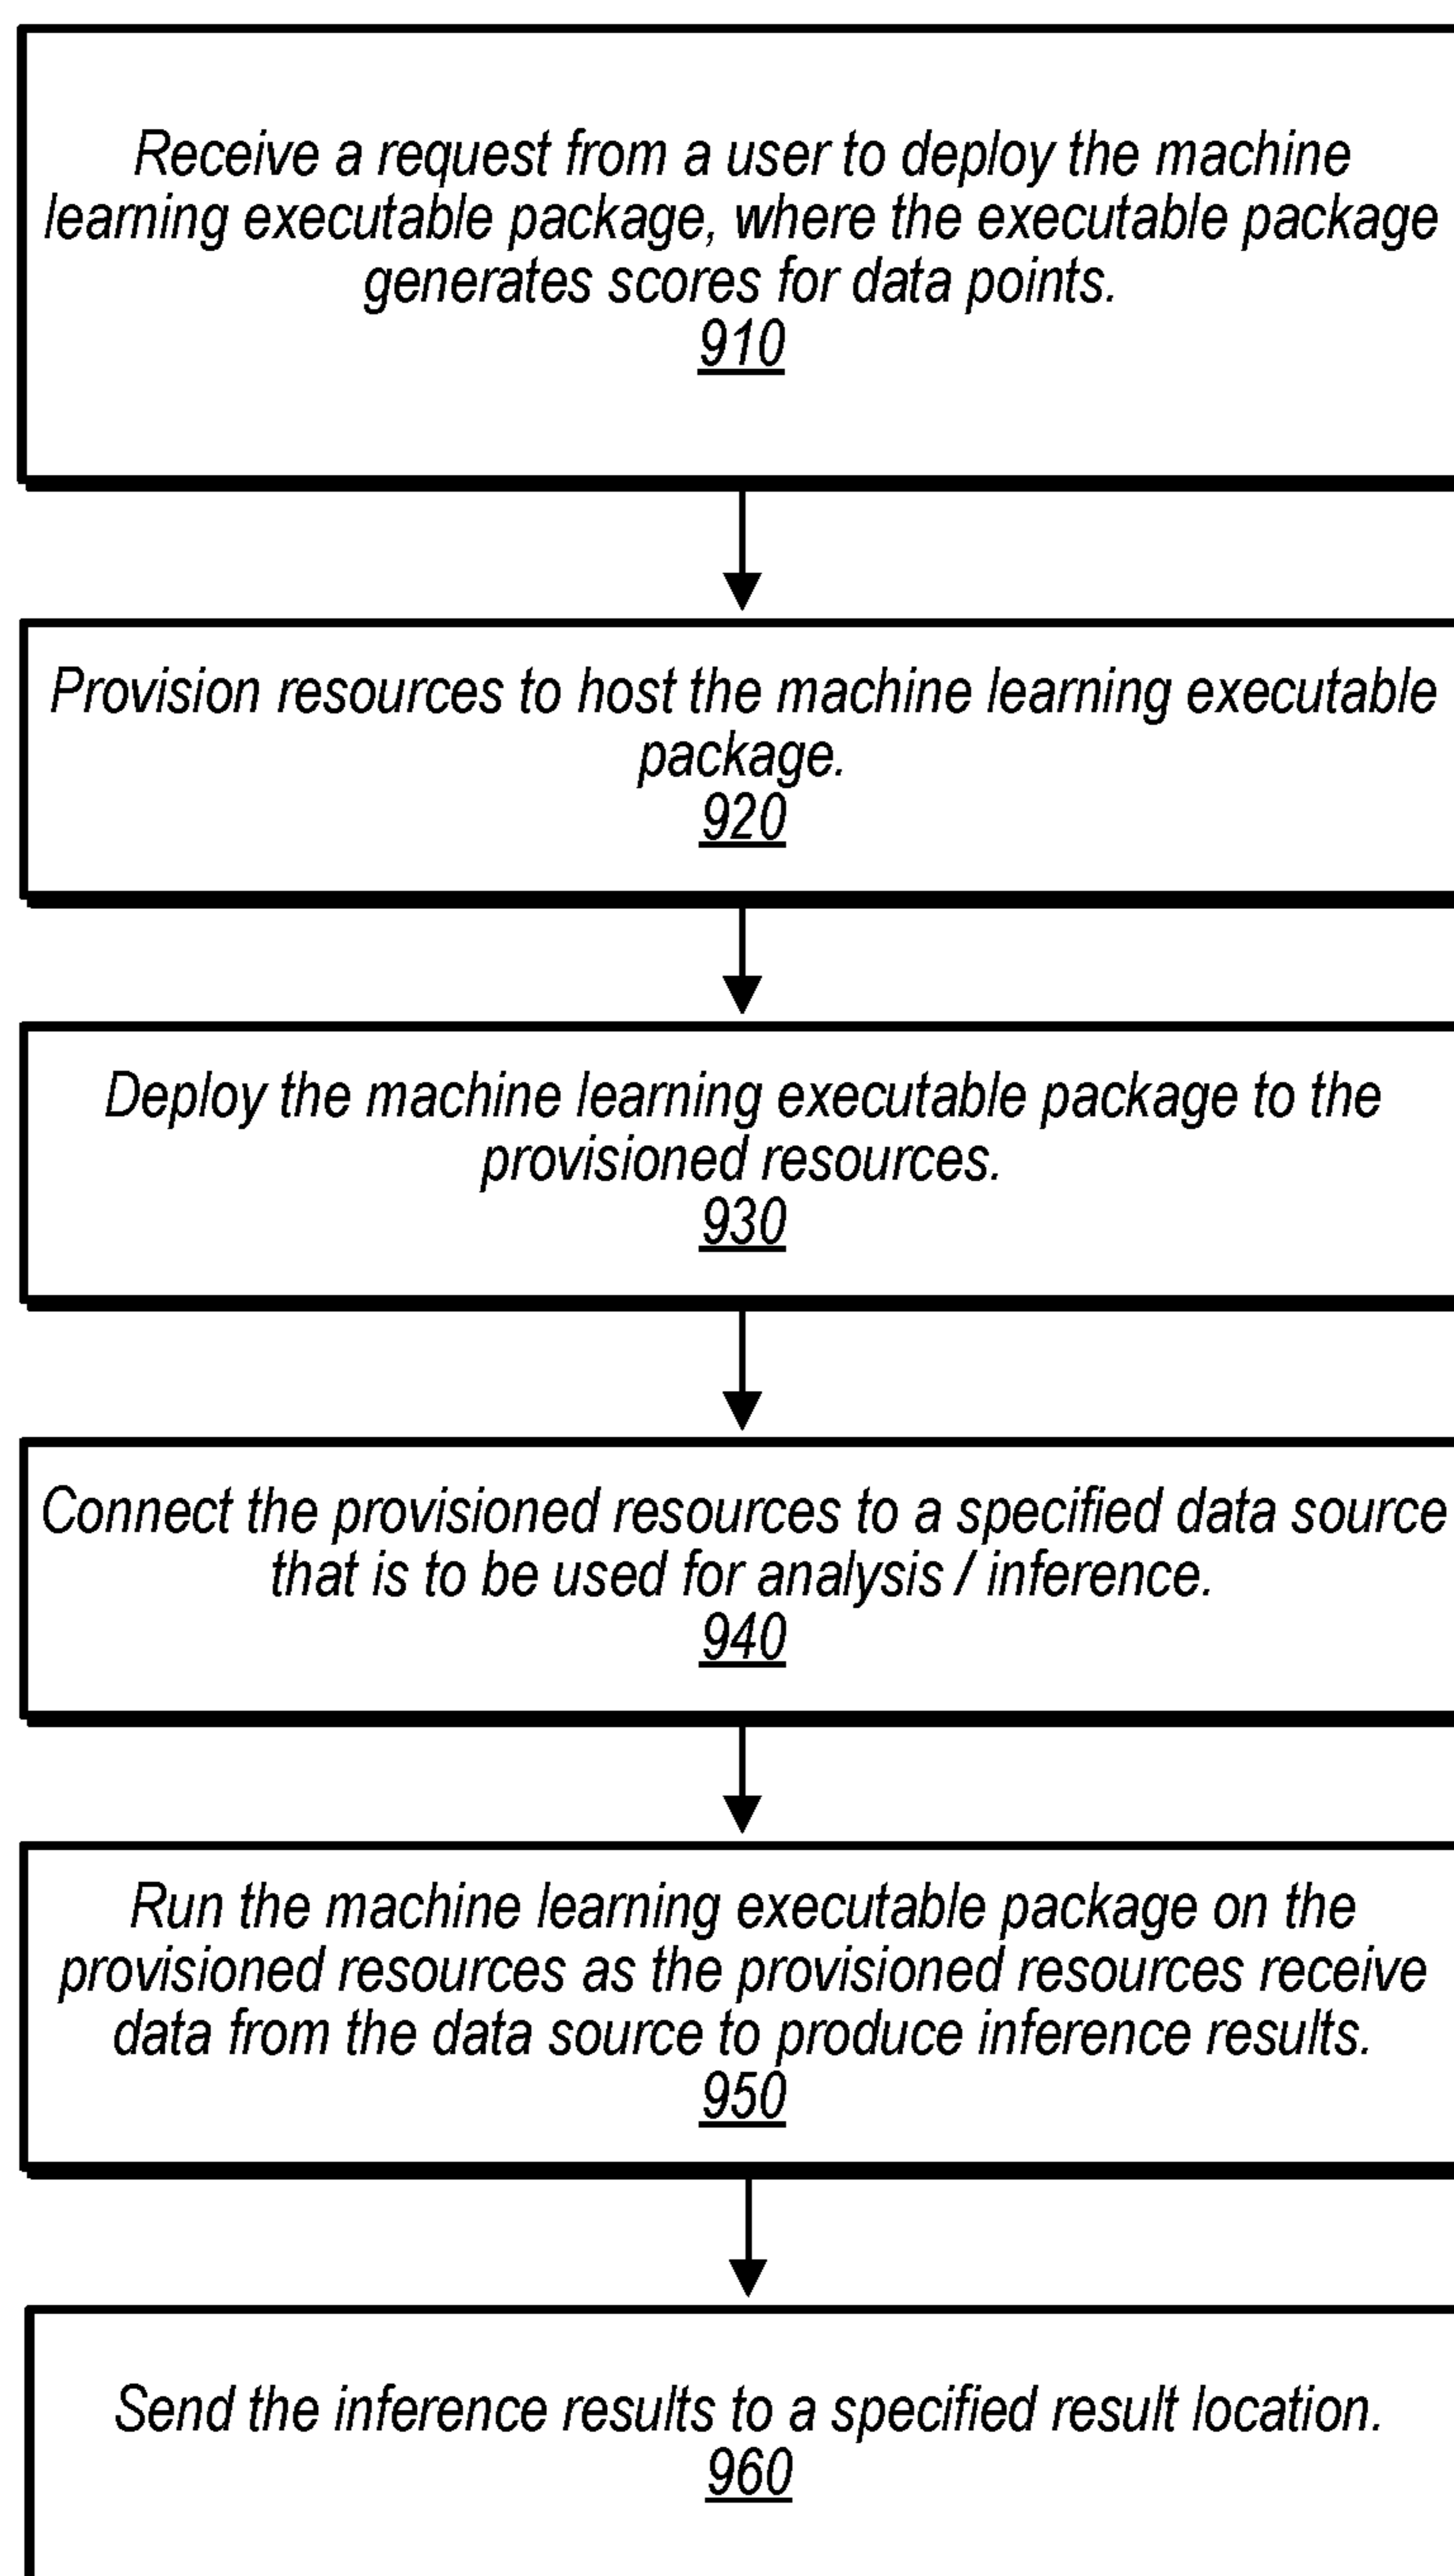 Receive a request from a user to deploy the machine
learning executable package, where the executable package
generates scores for data points.
910
Provision resources to host the machine learning executable
package.
920
Deploy the machine learning executable package to the
provisioned resources.
930
Connect the provisioned resources to a specified data source
that is to be used for analysis / inference.
940
Run the machine learning executable package on the
provisioned resources as the provisioned resources receive
data from the data source to produce inference results.
950
Send the inference results to a specified result location.
960